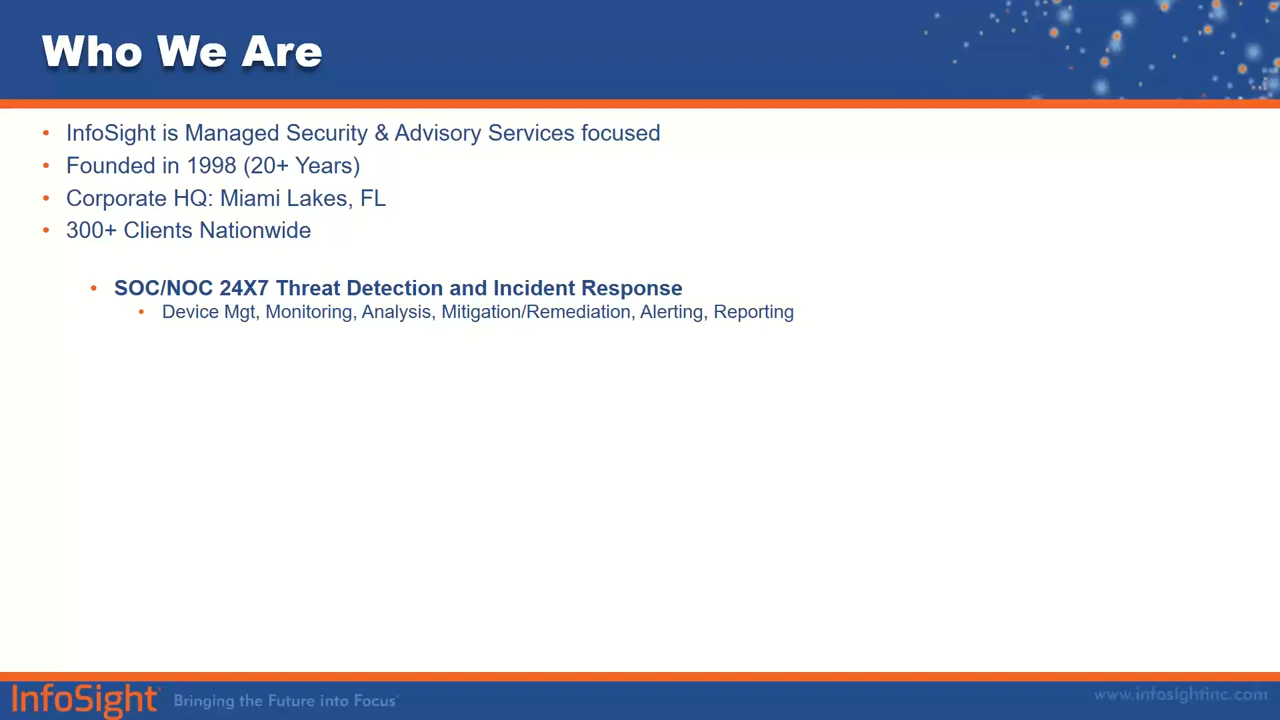 Who We Are
• InfoSight is Managed Security & Advisory Services focused
• Founded in 1998 (20+ Years)
• Corporate HQ: Miami Lakes, FL
• 300+ Clients Nationwide
• SOC/NOC 24X7 Threat Detection and Incident Response
• Device Mgt, Monitoring, Analysis, Mitigation/Remediation, Alerting, Reporting
InfoSight Bringing the Future into Focus www.infosightinc.com